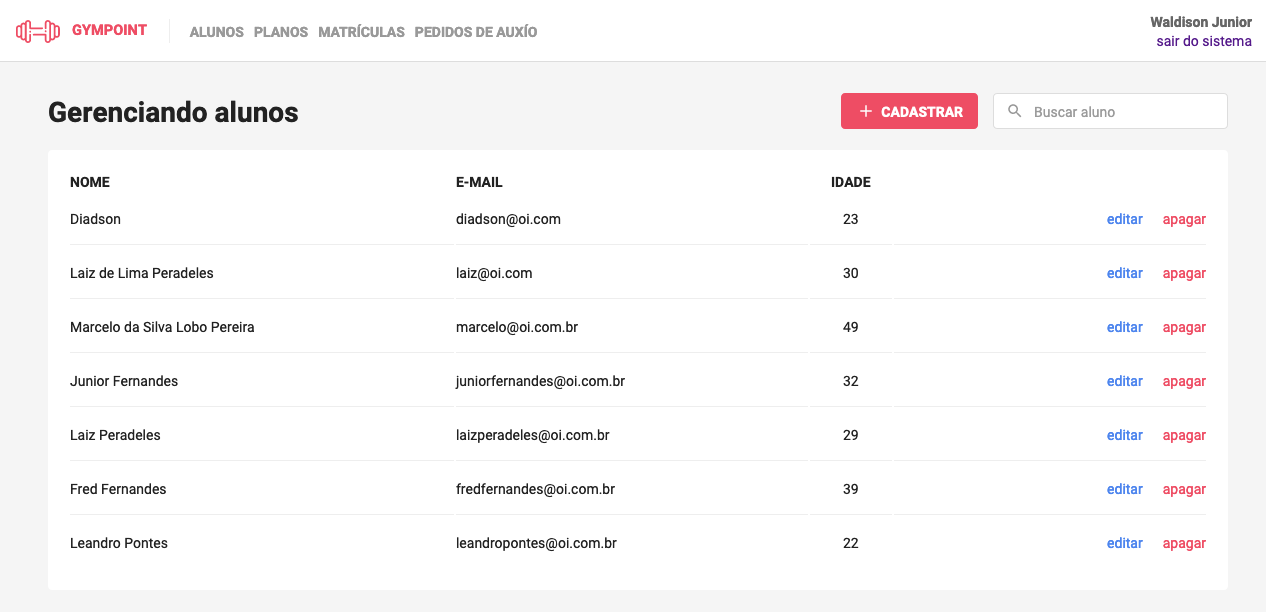 GYMPOINT ALUNOS PLANOS MATRÍCULAS PEDIDOS DE AUXÍO
Waldison Junior
sair do sistema
Gerenciando alunos + CADASTRAR Buscar aluno
NOME E-MAIL IDADE
Diadson diadson@oi.com 23 editar apagar
Laiz de Lima Peradeles laiz@oi.com 30 editar apagar
Marcelo da Silva Lobo Pereira marcelo@oi.com.br 49 editar apagar
Junior Fernandes juniorfernandes@oi.com.br 32 editar apagar
Laiz Peradeles laizperadeles@oi.com.br 29 editar apagar
Fred Fernandes fredfernandes@oi.com.br 39 editar apagar
Leandro Pontes leandropontes@oi.com.br 22 editar apagar